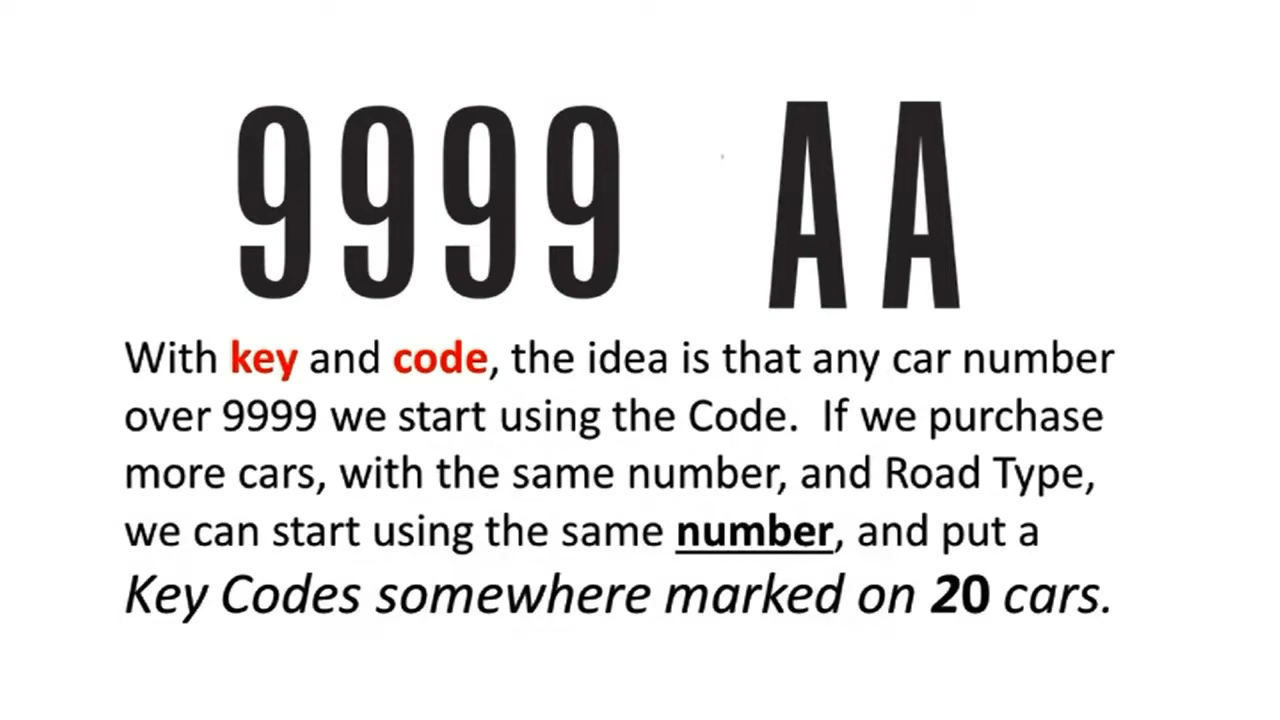 9999 AA
With key and code, the idea is that any car number
over 9999 we start using the Code. If we purchase
more cars, with the same number, and Road Type,
we can start using the same number, and put a
Key Codes somewhere marked on 20 cars.